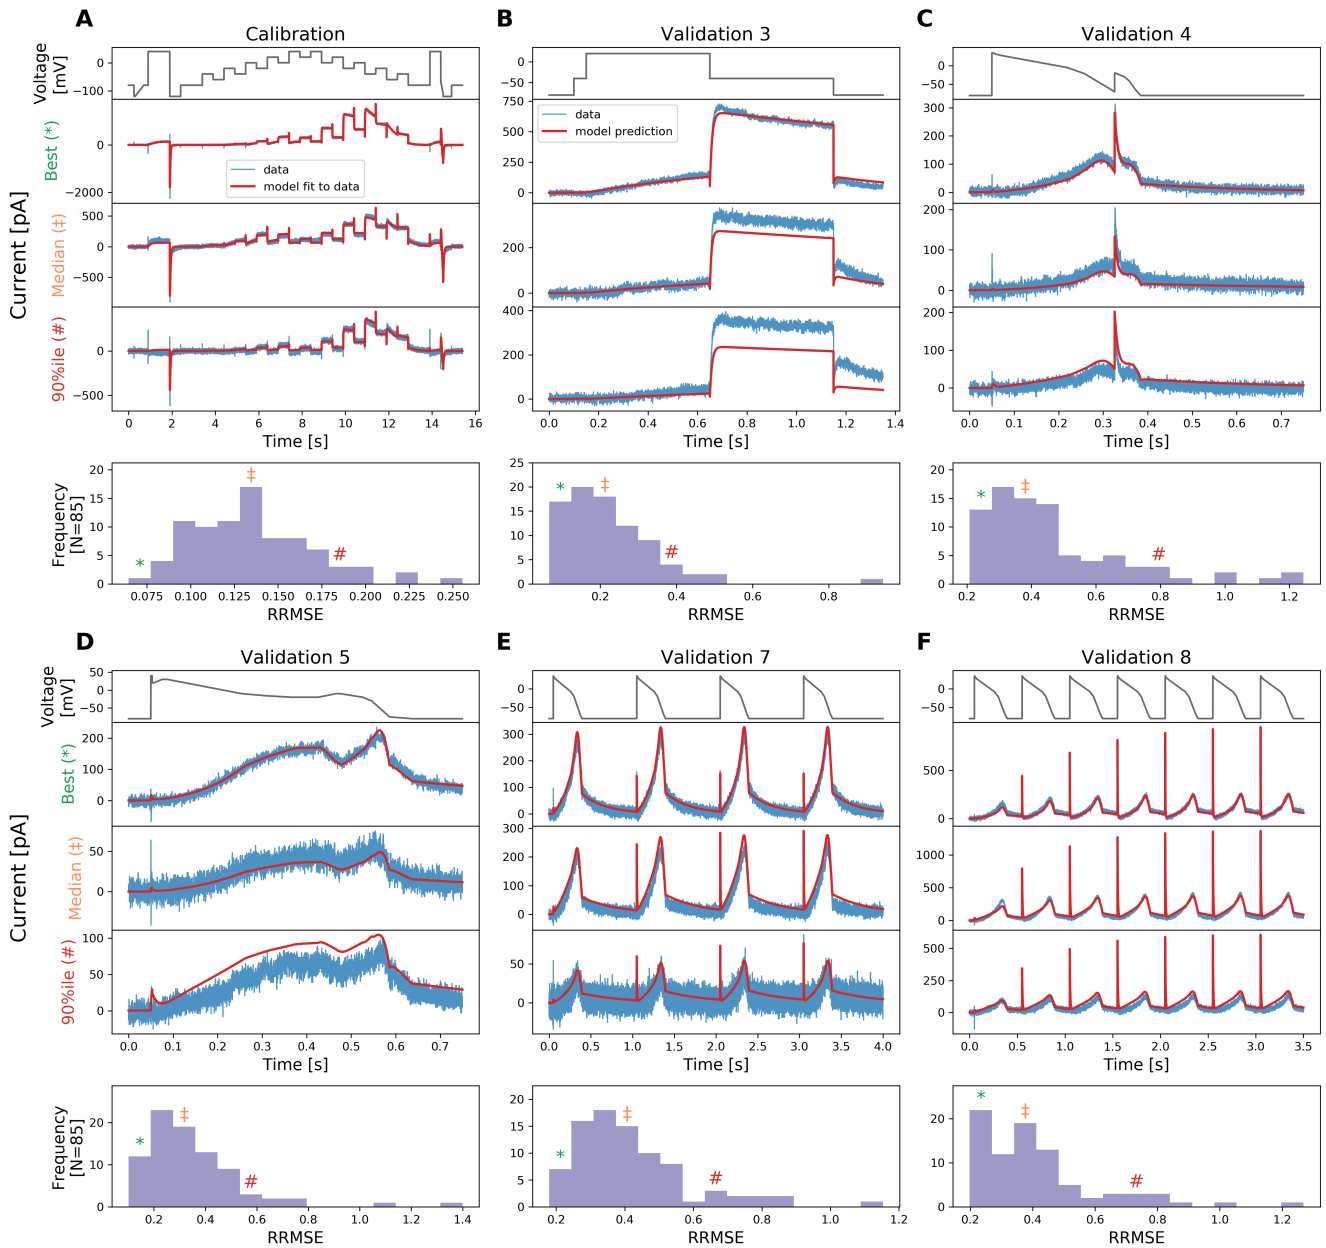 A
Calibration
B
Validation 3
C
Validation 4
Voltage
[mV]
0
−100
0
−50
0
−50
Current [pA]
Best (*)
0
−2000
data
model fit to data
750
500
250
0
data
model prediction
300
200
100
0
Median (‡)
500
0
−500
200
0
200
100
0
90%ile (#)
0
−500
400
200
0
200
100
0
0 2 4 6 8 10 12 14 16
Time [s]
0.0 0.2 0.4 0.6 0.8 1.0 1.2 1.4
Time [s]
0.0 0.1 0.2 0.3 0.4 0.5 0.6 0.7
Time [s]
Frequency
[N=85]
20
15
10
5
0
* ‡ #
0.075 0.100 0.125 0.150 0.175 0.200 0.225 0.250
RRMSE
25
20
15
10
5
0
* ‡ #
0.2 0.4 0.6 0.8
RRMSE
20
15
10
5
0
* ‡ #
0.2 0.4 0.6 0.8 1.0 1.2
RRMSE
D
Validation 5
E
Validation 7
F
Validation 8
Voltage
[mV]
50
0
−50
0
−50
0
−50
Current [pA]
Best (*)
200
100
0
300
200
100
0
500
0
Median (‡)
50
0
300
200
100
0
1000
500
0
90%ile (#)
100
50
0
50
0
500
250
0
0.0 0.1 0.2 0.3 0.4 0.5 0.6 0.7
Time [s]
0.0 0.5 1.0 1.5 2.0 2.5 3.0 3.5 4.0
Time [s]
0.0 0.5 1.0 1.5 2.0 2.5 3.0 3.5
Time [s]
Frequency
[N=85]
20
10
0
* ‡ #
0.2 0.4 0.6 0.8 1.0 1.2 1.4
RRMSE
20
15
10
5
0
* ‡ #
0.2 0.4 0.6 0.8 1.0 1.2
RRMSE
20
10
0
* ‡ #
0.2 0.4 0.6 0.8 1.0 1.2
RRMSE